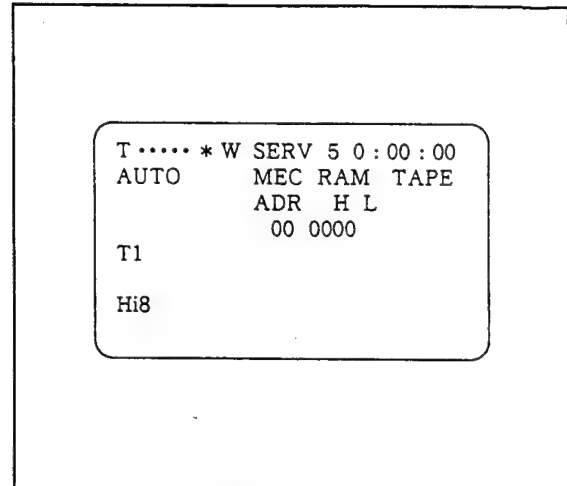 T ····· * W SERV 5 0 : 00 : 00
AUTO MEC RAM TAPE
ADR H L
00 0000
T1
Hi8